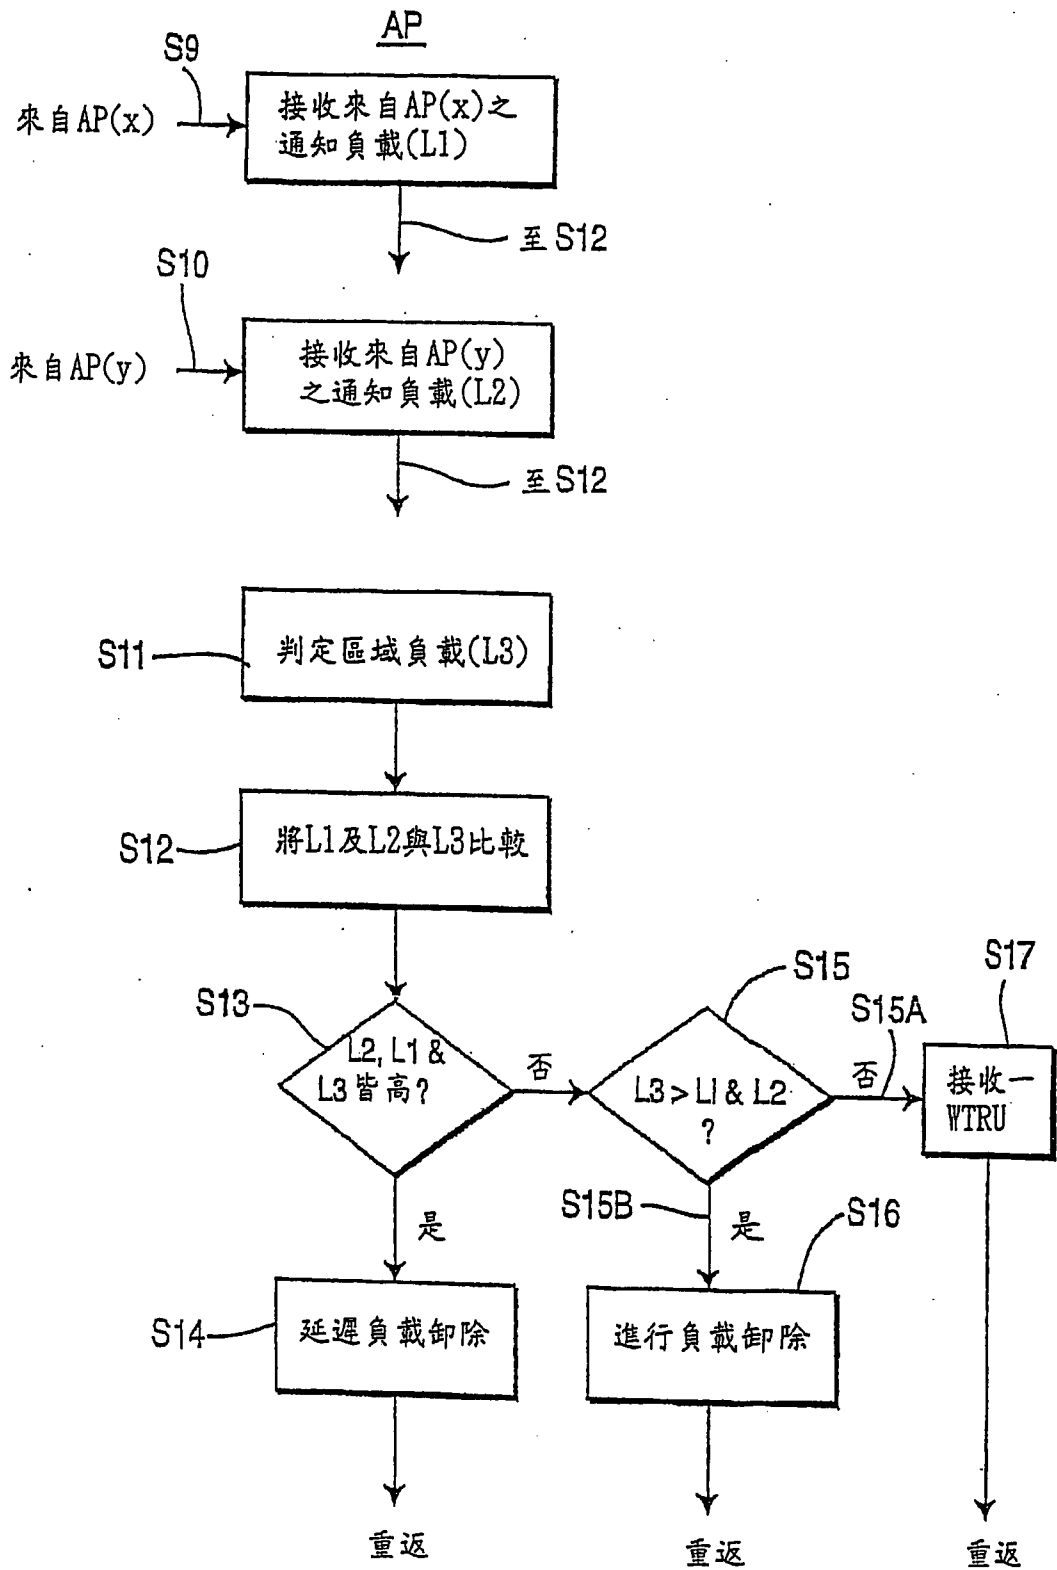 AP
S9
來自AP(x)
接收來自AP(x)之
通知負載(L1)
至S12
S10
來自AP(y)
接收來自AP(y)
之通知負載(L2)
至S12
S11
判定區域負載(L3)
S12
將L1及L2與L3比較
S13
L2, L1 &
L3皆高?
否
是
S14
延遲負載卸除
重返
S15
L3 > L1 & L2
?
S15A
否
S15B
是
S16
進行負載卸除
重返
S17
接收一
WTRU
重返